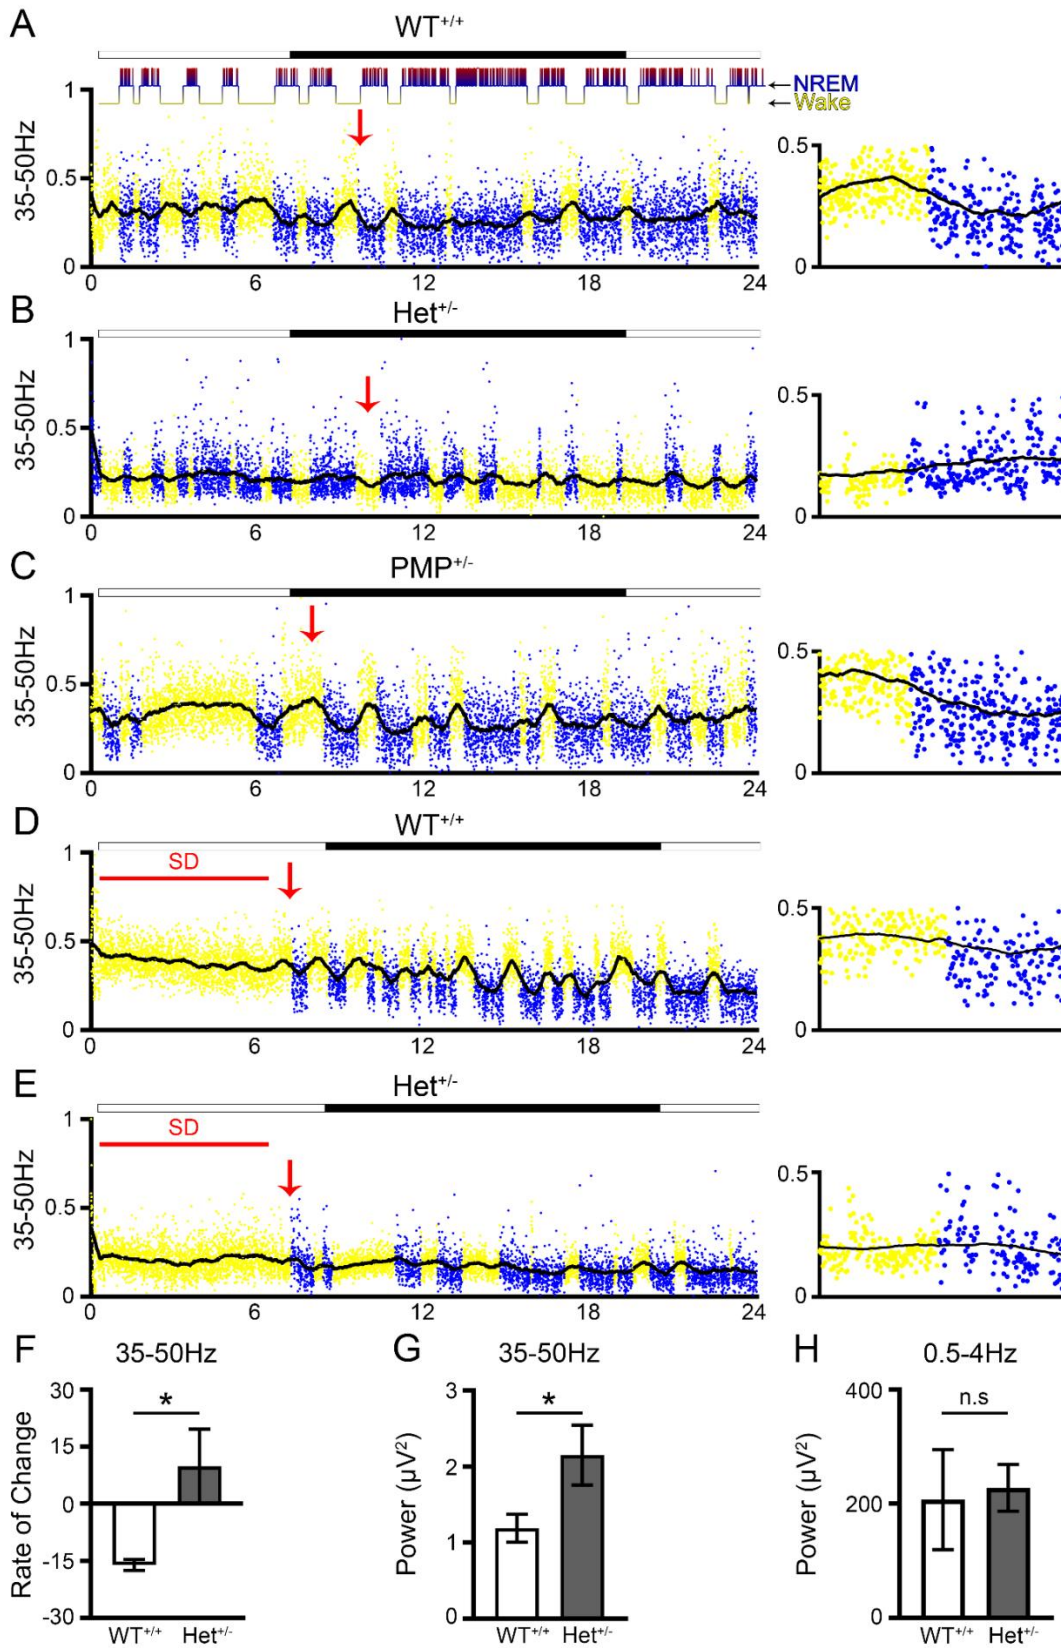 A
WT+/+
NREM
Wake
35-50Hz
1
0.5
0
0 6 12 18 24
0.5
0
B
Het+/-
35-50Hz
1
0.5
0
0 6 12 18 24
0.5
0
C
PMP+/-
35-50Hz
1
0.5
0
0 6 12 18 24
0.5
0
D
WT+/+
SD
35-50Hz
1
0.5
0
0 6 12 18 24
0.5
0
E
Het+/-
SD
35-50Hz
1
0.5
0
0 6 12 18 24
0.5
0
F
35-50Hz
Rate of Change
30
15
0
-15
-30
*
WT+/+ Het+/-
G
35-50Hz
Power (µV²)
3
2
1
0
*
WT+/+ Het+/-
H
0.5-4Hz
Power (µV²)
400
200
0
n.s
WT+/+ Het+/-